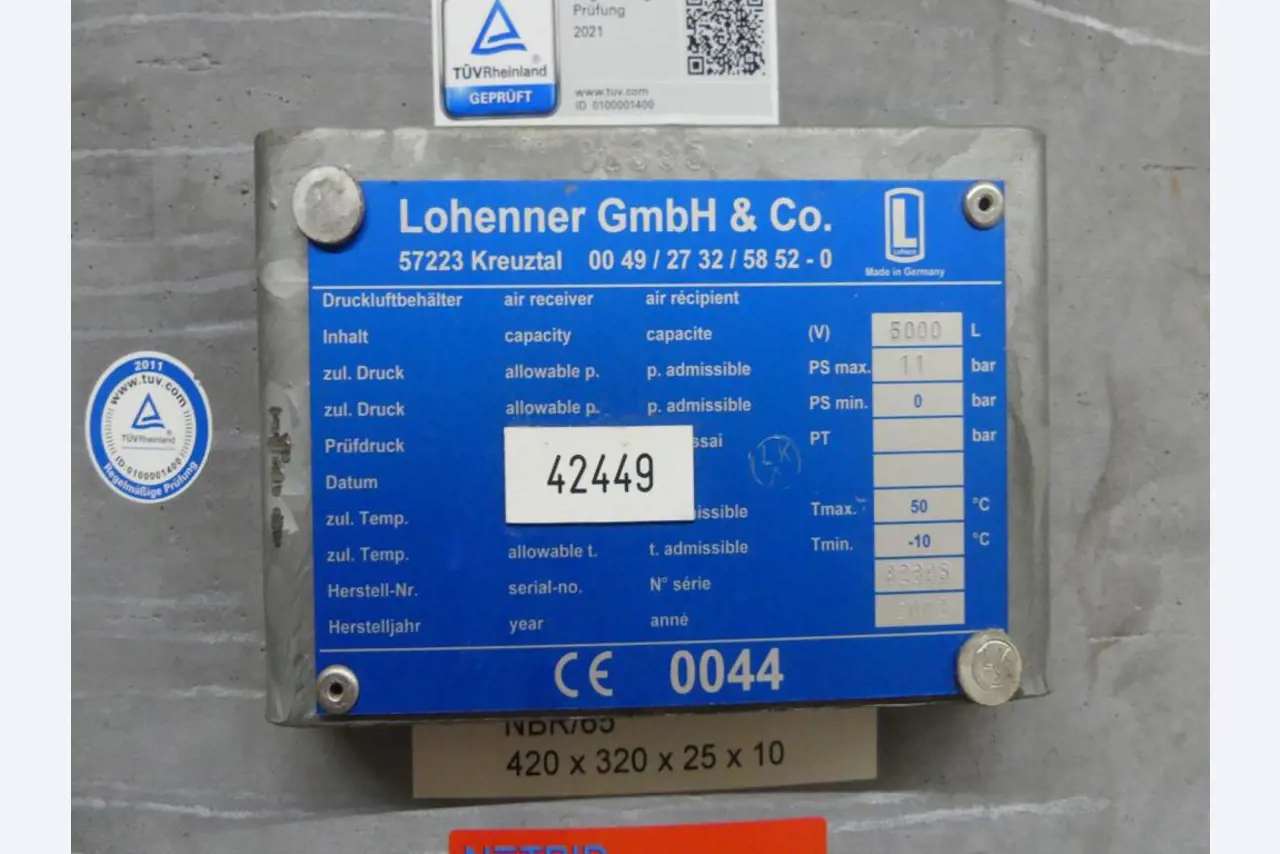 Prüfung
2021
TÜVRheinland®
GEPRÜFT
www.tuv.com
ID 0100001400
Lohenner GmbH & Co.
57223 Kreuztal 00 49 / 27 32 / 58 52 - 0
L
Made in Germany
Druckluftbehälter air receiver air récipient
Inhalt capacity capacite (V) 5000 L
zul. Druck allowable p. p. admissible PS max. 11 bar
zul. Druck allowable p. p. admissible PS min. 0 bar
Prüfdruck PT bar
Datum
42449
zul. Temp. Tmax. 50 °C
zul. Temp. allowable t. t. admissible Tmin. -10 °C
Herstell-Nr. serial-no. N° série
Herstelljahr year anné
CE 0044
2011
www.tuv.com
TÜVRheinland
ID:0100001400
Regelmäßige Prüfung
NBR/65
420 x 320 x 25 x 10